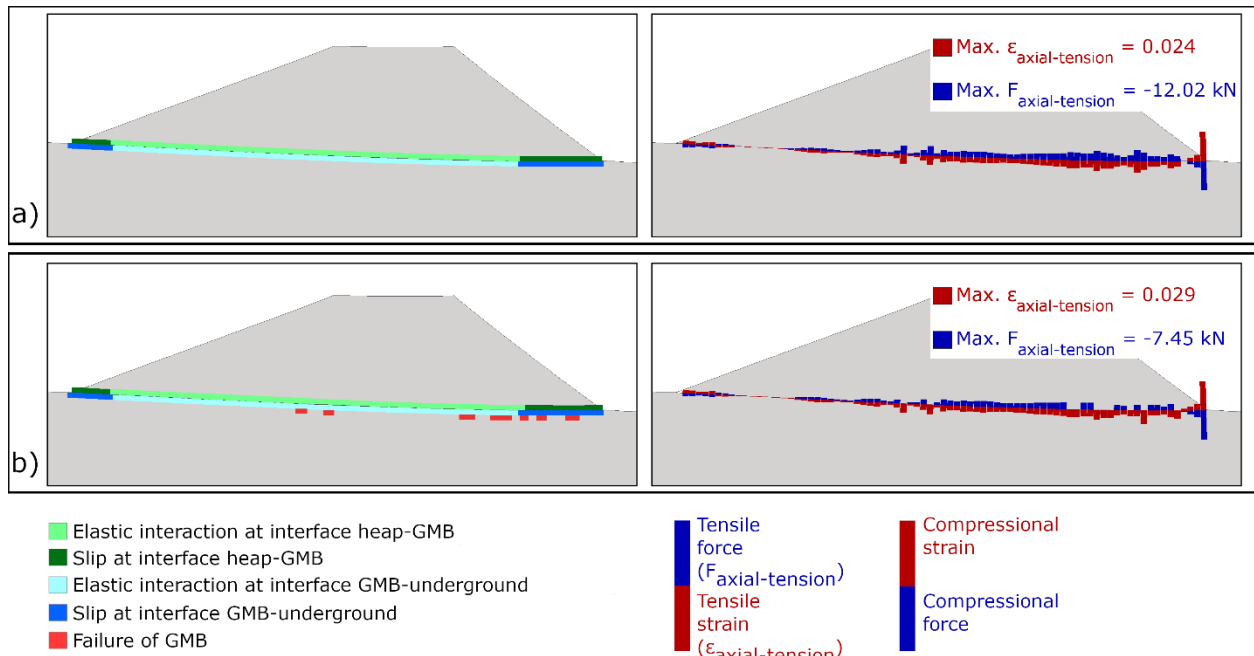 Max. εaxial-tension = 0.024
Max. Faxial-tension = -12.02 kN
a)
Max. εaxial-tension = 0.029
Max. Faxial-tension = -7.45 kN
b)
Elastic interaction at interface heap-GMB
Slip at interface heap-GMB
Elastic interaction at interface GMB-underground
Slip at interface GMB-underground
Failure of GMB
Tensile
force
(Faxial-tension)
Tensile
strain
(εaxial-tension)
Compressional
strain
Compressional
force